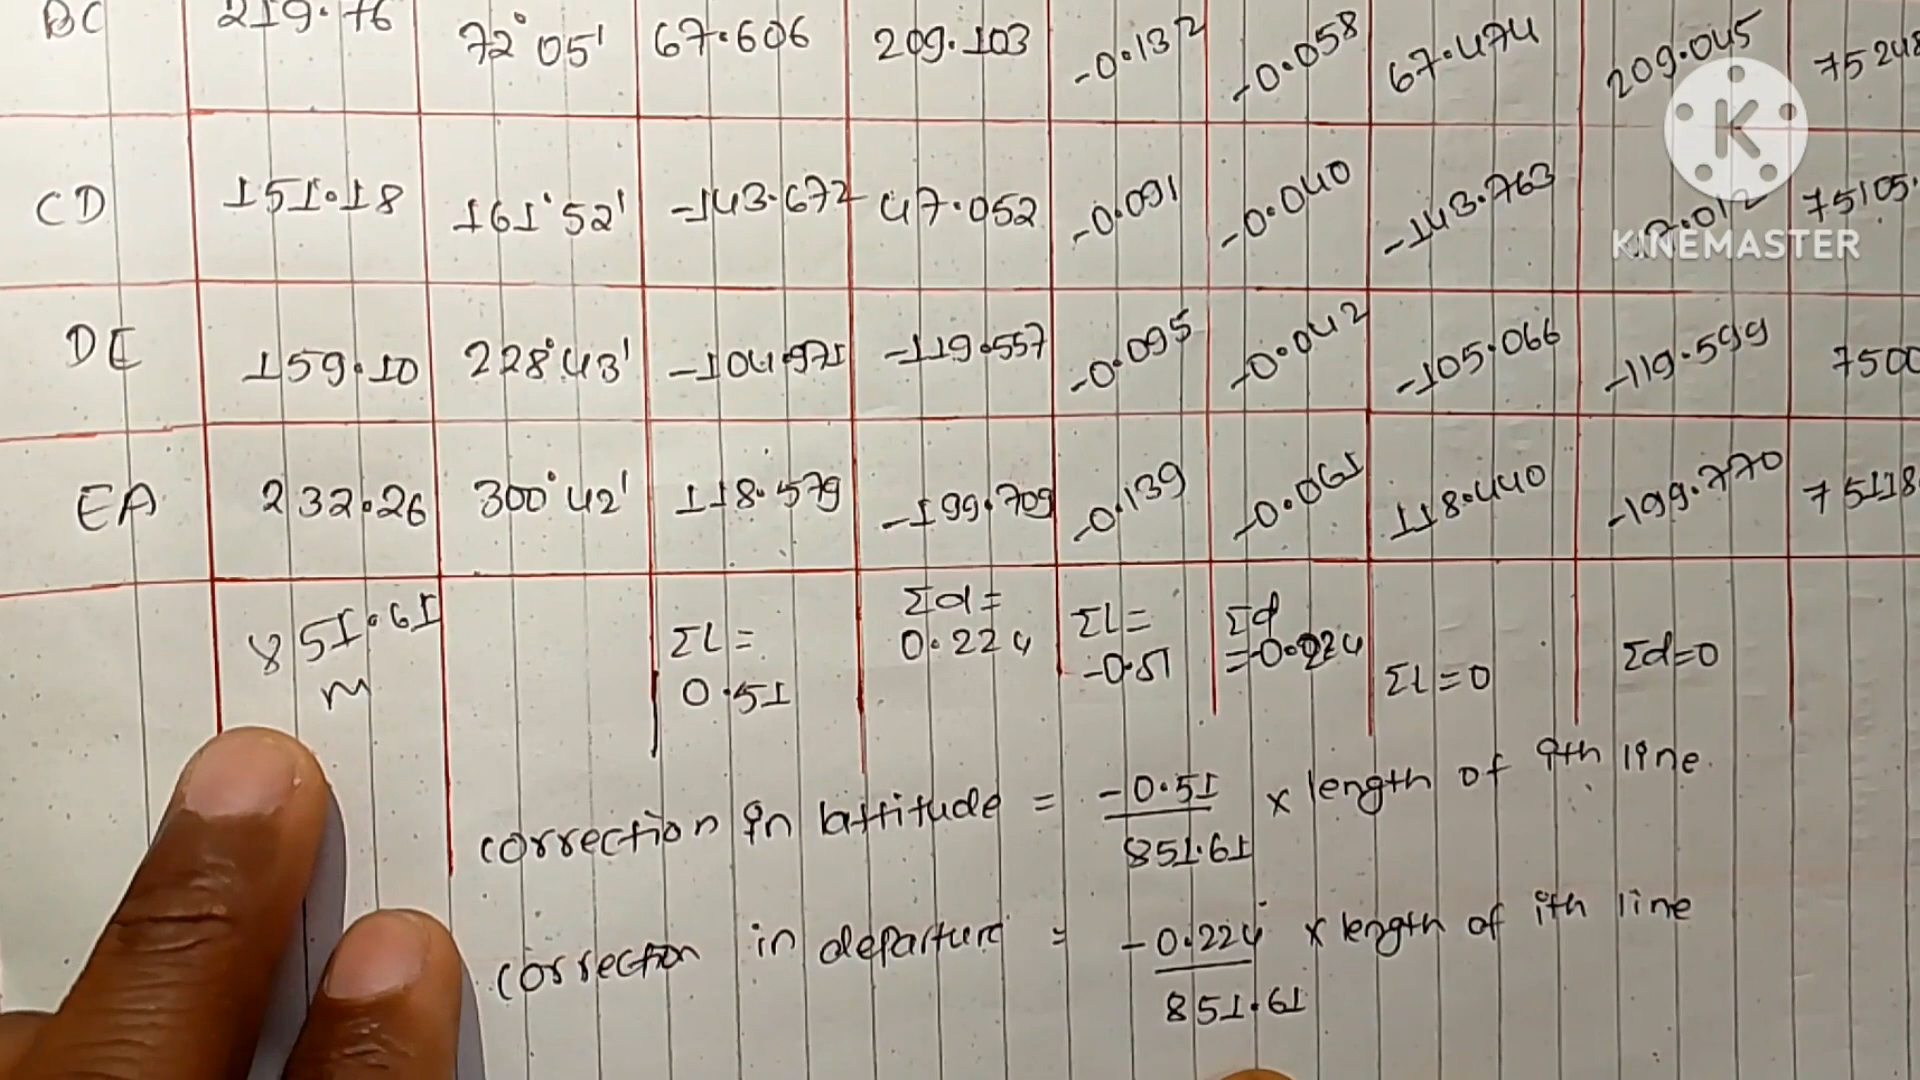 BC 219.76 72°05' 67.606 209.103 -0.132 -0.058 67.474 209.045 75248
CD 151.18 161°52' -143.672 47.052 -0.091 -0.040 -143.763 75105.
DE 159.10 228°43' -104.971 -119.557 -0.095 -0.042 -105.066 -119.599 7500
EA 232.26 300°42' 118.579 -199.709 -0.139 -0.061 118.440 -199.770 75118.
851.61 m ΣL = 0.51 Σd = 0.224 ΣL = -0.51 Σd = -0.224 ΣL = 0 Σd = 0
correction in lattitude = -0.51 / 851.61 x length of ith line.
correction in departure = -0.224 / 851.61 x length of ith line
K
KINEMASTER